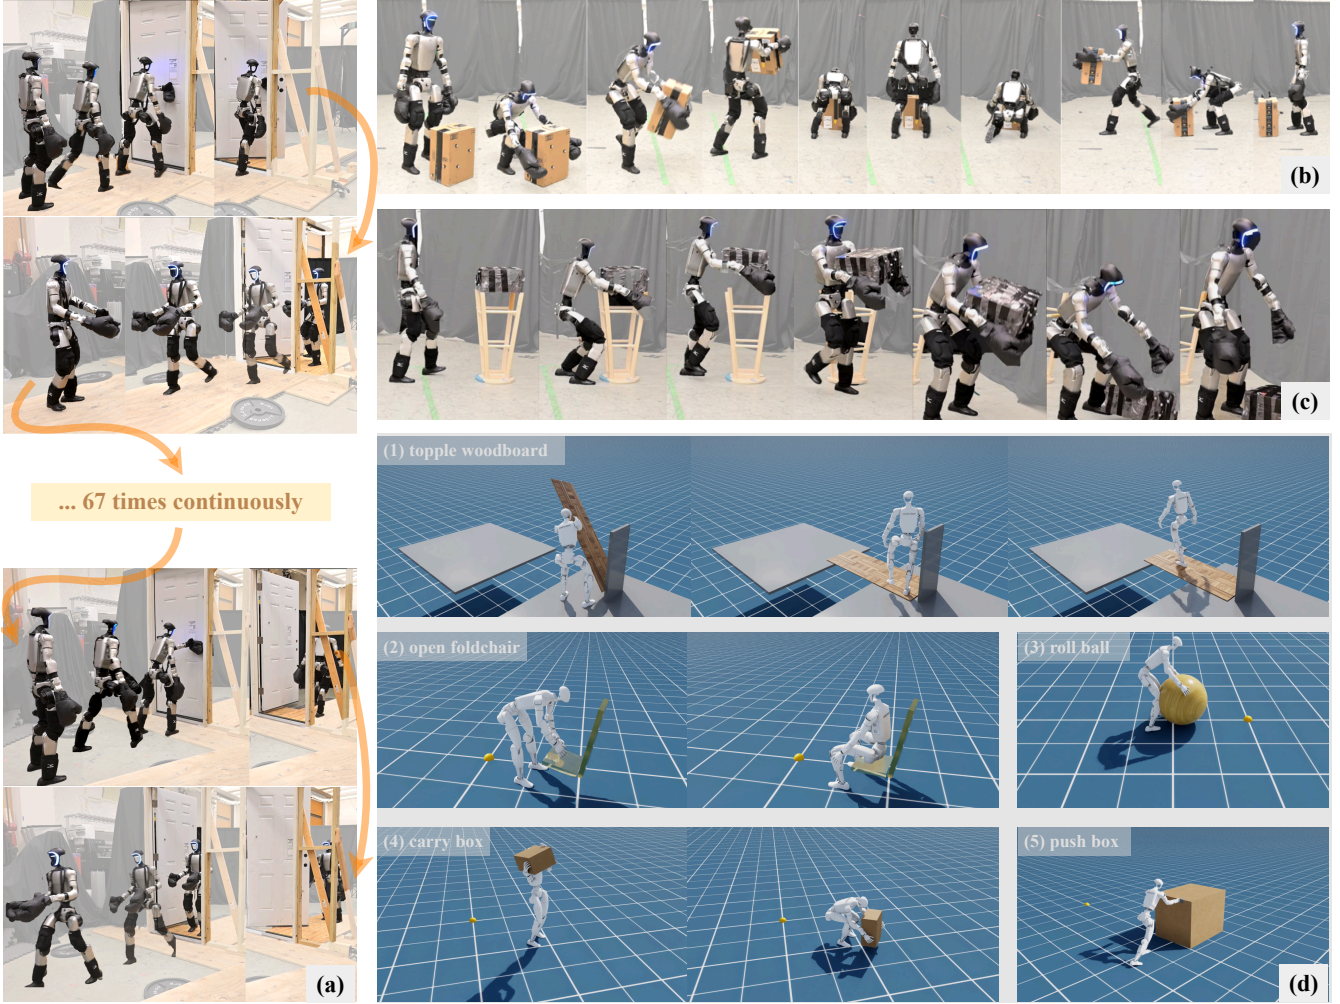 (b)
(c)
... 67 times continuously
(a)
(1) topple woodboard
(2) open foldchair
(3) roll ball
(4) carry box
(5) push box
(d)